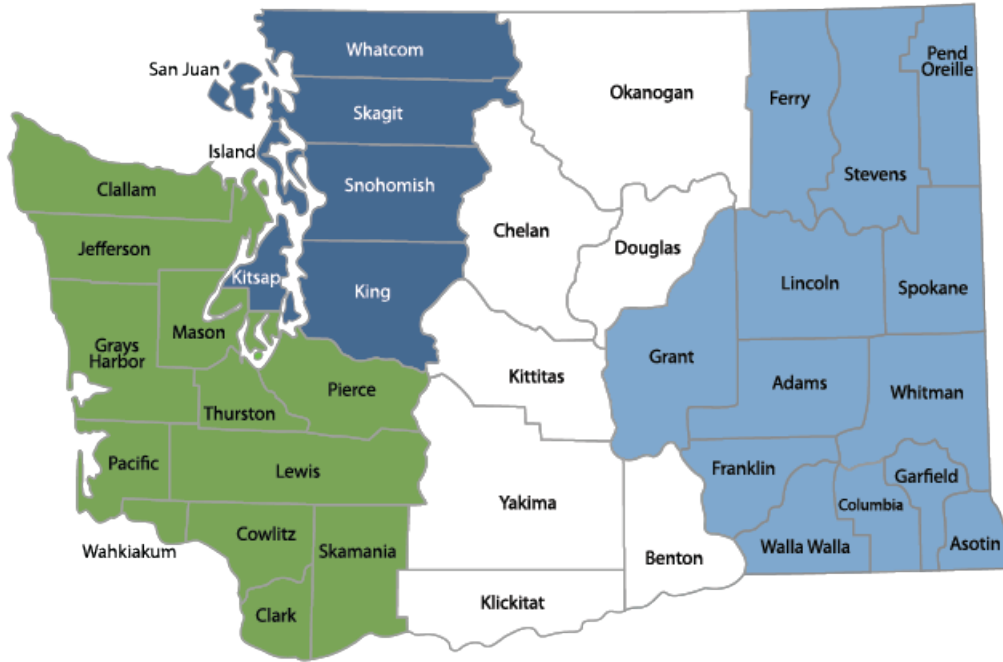 Whatcom
San Juan
Pend
Oreille
Okanogan
Ferry
Skagit
Island
Stevens
Snohomish
Clallam
Chelan
Jefferson
Douglas
Kitsap
Lincoln
Spokane
King
Mason
Grays
Harbor
Grant
Kittitas
Adams
Pierce
Whitman
Thurston
Pacific
Lewis
Franklin
Garfield
Yakima
Columbia
Cowlitz
Wahkiakum
Skamania
Walla Walla
Asotin
Benton
Klickitat
Clark